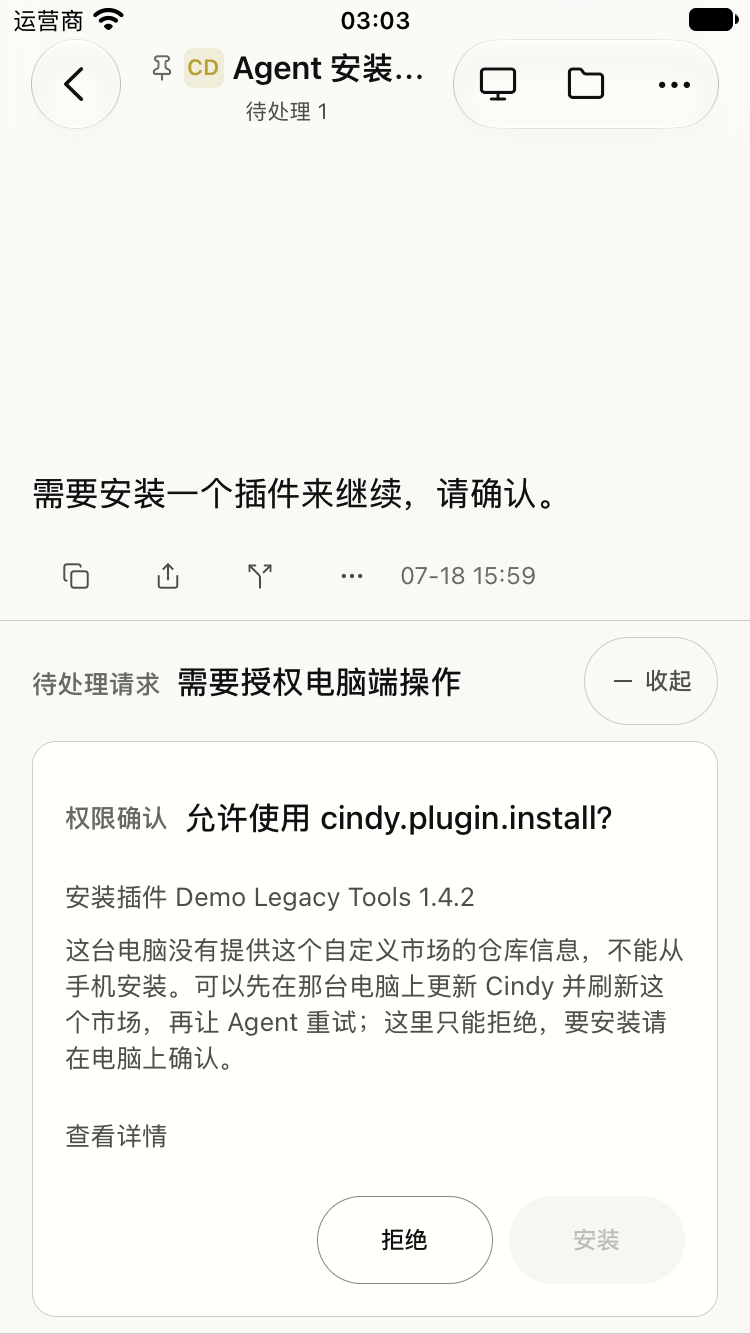 运营商
03:03
CD Agent 安装...
待处理 1
需要安装一个插件来继续，请确认。
07-18 15:59
待处理请求 需要授权电脑端操作
收起
权限确认 允许使用 cindy.plugin.install?
安装插件 Demo Legacy Tools 1.4.2
这台电脑没有提供这个自定义市场的仓库信息，不能从
手机安装。可以先在那台电脑上更新 Cindy 并刷新这
个市场，再让 Agent 重试；这里只能拒绝，要安装请
在电脑上确认。
查看详情
拒绝
安装